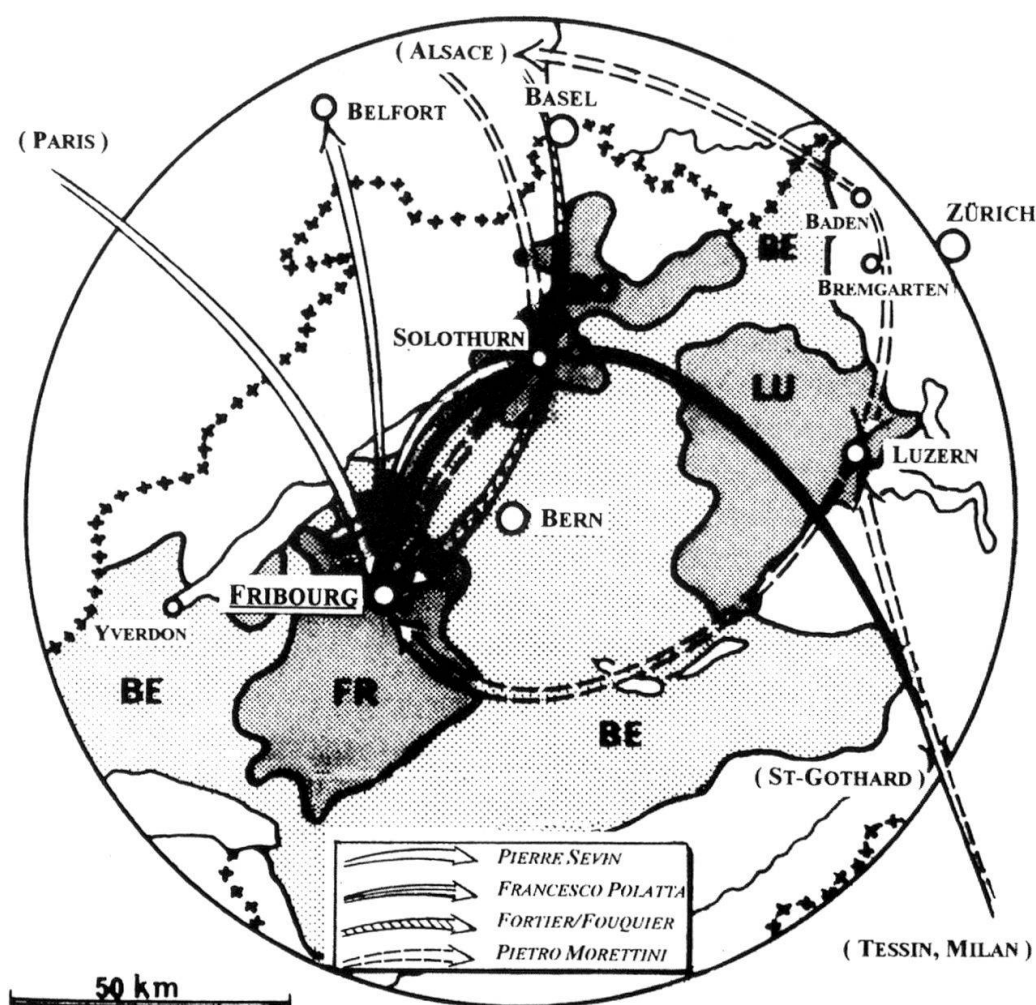 ( ALSACE )
BASEL
BELFORT
( PARIS )
ZÜRICH
BADEN
BE
BREMGARTEN
SOLOTHURN
LU
LUZERN
BERN
FRIBOURG
YVERDON
BE
FR
BE
( ST-GOTHARD )
PIERRE SEVIN
FRANCESCO POLATTA
FORTIER/FOUQUIER
PIETRO MORETTINI
( TESSIN, MILAN )
50 km